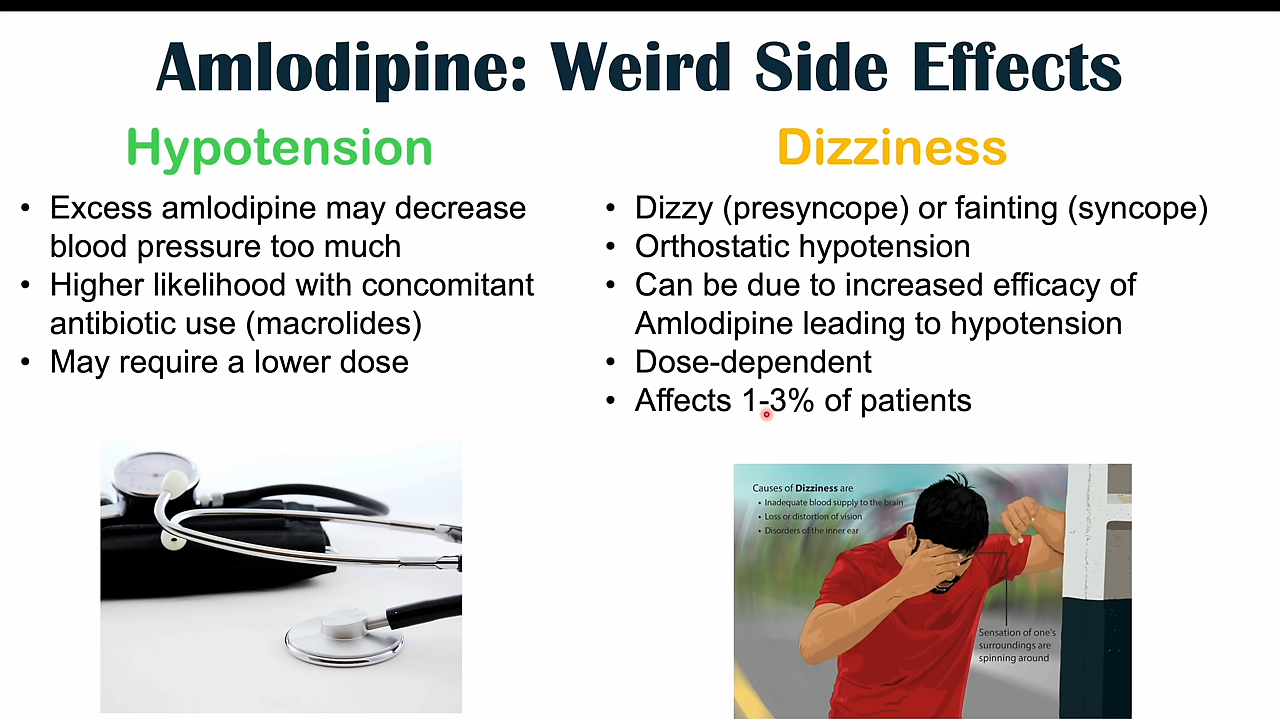 Amlodipine: Weird Side Effects
Hypotension
• Excess amlodipine may decrease
blood pressure too much
• Higher likelihood with concomitant
antibiotic use (macrolides)
• May require a lower dose
Dizziness
• Dizzy (presyncope) or fainting (syncope)
• Orthostatic hypotension
• Can be due to increased efficacy of
Amlodipine leading to hypotension
• Dose-dependent
• Affects 1-3% of patients
Causes of Dizziness are
• Inadequate blood supply to the brain
• Loss or distortion of vision
• Disorders of the inner ear
Sensation of one's
surroundings are
spinning around